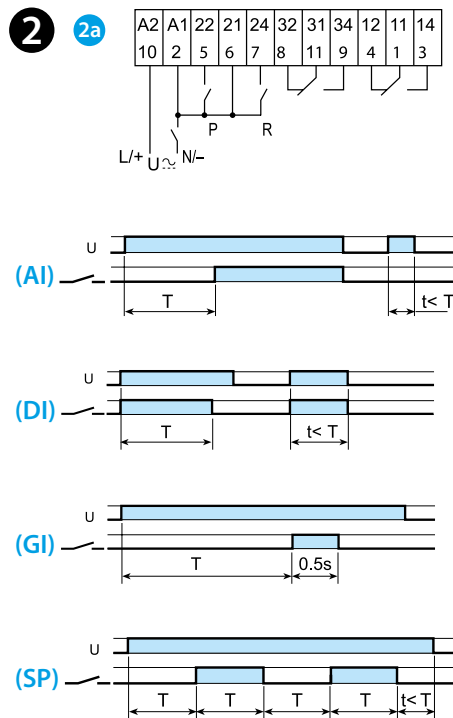 2 2a
A2 A1 22 21 24 32 31 34 12 11 14
10 2 5 6 7 8 11 9 4 1 3
P R
L/+ U N/–
U
(AI)
T t< T
U
(DI)
T t< T
U
(GI)
T 0.5s
U
(SP)
T T T T t< T